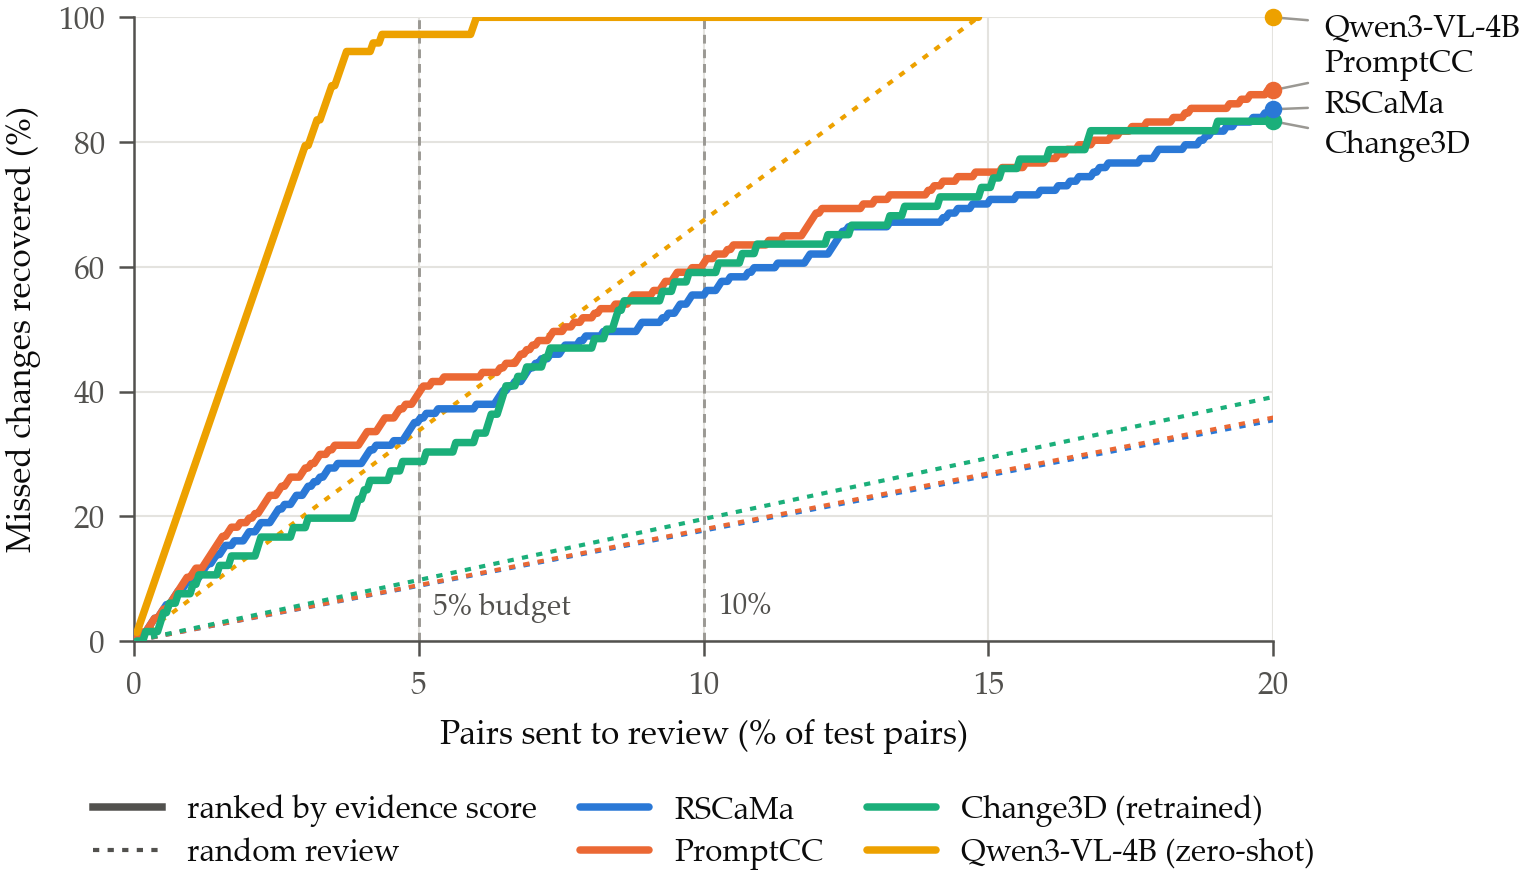 Missed changes recovered (%)
100
80
60
40
20
0
0
5
10
15
20
5% budget
10%
Qwen3-VL-4B
PromptCC
RSCaMa
Change3D
Pairs sent to review (% of test pairs)
ranked by evidence score
random review
RSCaMa
PromptCC
Change3D (retrained)
Qwen3-VL-4B (zero-shot)